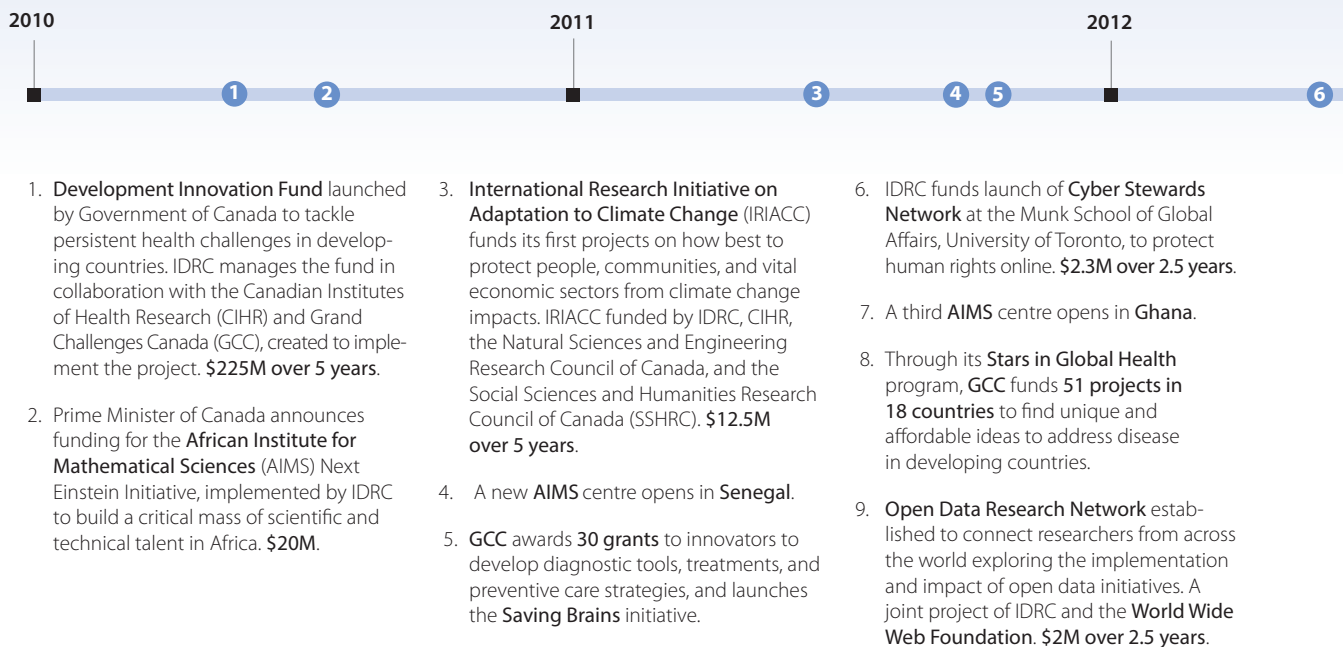 2010
2011
2012
1
2
3
4
5
6
1. Development Innovation Fund launched
by Government of Canada to tackle
persistent health challenges in develop-
ing countries. IDRC manages the fund in
collaboration with the Canadian Institutes
of Health Research (CIHR) and Grand
Challenges Canada (GCC), created to imple-
ment the project. $225M over 5 years.
2. Prime Minister of Canada announces
funding for the African Institute for
Mathematical Sciences (AIMS) Next
Einstein Initiative, implemented by IDRC
to build a critical mass of scientific and
technical talent in Africa. $20M.
3. International Research Initiative on
Adaptation to Climate Change (IRIACC)
funds its first projects on how best to
protect people, communities, and vital
economic sectors from climate change
impacts. IRIACC funded by IDRC, CIHR,
the Natural Sciences and Engineering
Research Council of Canada, and the
Social Sciences and Humanities Research
Council of Canada (SSHRC). $12.5M
over 5 years.
4. A new AIMS centre opens in Senegal.
5. GCC awards 30 grants to innovators to
develop diagnostic tools, treatments, and
preventive care strategies, and launches
the Saving Brains initiative.
6. IDRC funds launch of Cyber Stewards
Network at the Munk School of Global
Affairs, University of Toronto, to protect
human rights online. $2.3M over 2.5 years.
7. A third AIMS centre opens in Ghana.
8. Through its Stars in Global Health
program, GCC funds 51 projects in
18 countries to find unique and
affordable ideas to address disease
in developing countries.
9. Open Data Research Network estab-
lished to connect researchers from across
the world exploring the implementation
and impact of open data initiatives. A
joint project of IDRC and the World Wide
Web Foundation. $2M over 2.5 years.